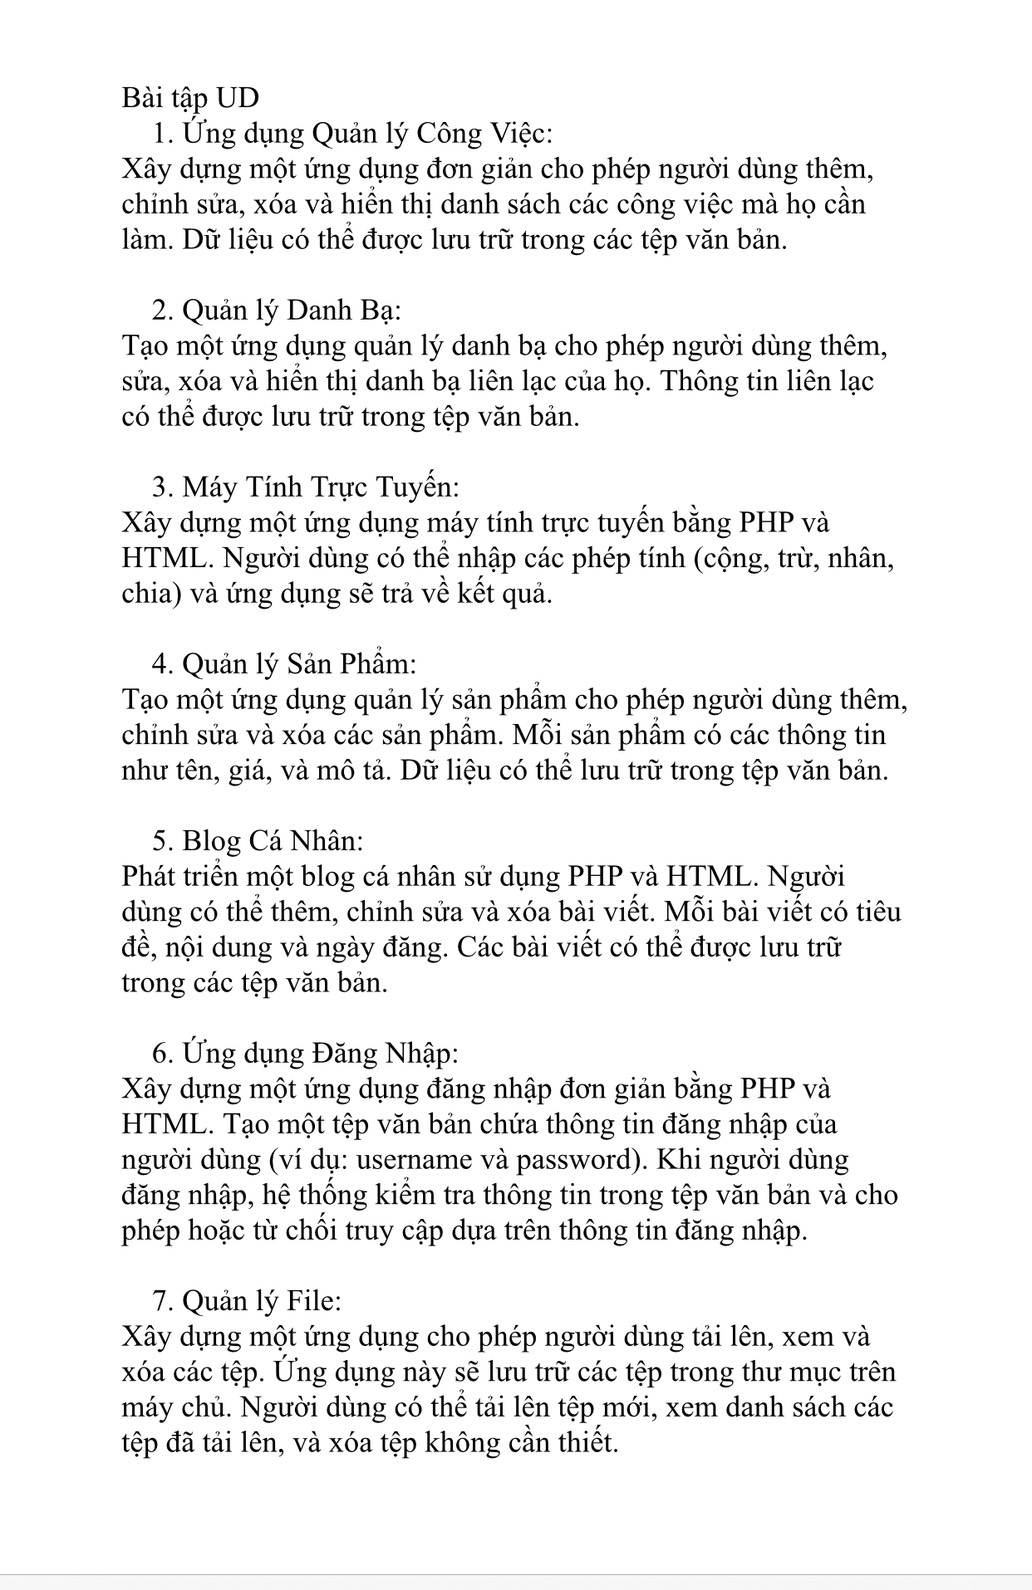 Bài tập UD
1. Ứng dụng Quản lý Công Việc:
Xây dựng một ứng dụng đơn giản cho phép người dùng thêm,
chỉnh sửa, xóa và hiển thị danh sách các công việc mà họ cần
làm. Dữ liệu có thể được lưu trữ trong các tệp văn bản.
2. Quản lý Danh Bạ:
Tạo một ứng dụng quản lý danh bạ cho phép người dùng thêm,
sửa, xóa và hiển thị danh bạ liên lạc của họ. Thông tin liên lạc
có thể được lưu trữ trong tệp văn bản.
3. Máy Tính Trực Tuyến:
Xây dựng một ứng dụng máy tính trực tuyến bằng PHP và
HTML. Người dùng có thể nhập các phép tính (cộng, trừ, nhân,
chia) và ứng dụng sẽ trả về kết quả.
4. Quản lý Sản Phẩm:
Tạo một ứng dụng quản lý sản phẩm cho phép người dùng thêm,
chỉnh sửa và xóa các sản phẩm. Mỗi sản phẩm có các thông tin
như tên, giá, và mô tả. Dữ liệu có thể lưu trữ trong tệp văn bản.
5. Blog Cá Nhân:
Phát triển một blog cá nhân sử dụng PHP và HTML. Người
dùng có thể thêm, chỉnh sửa và xóa bài viết. Mỗi bài viết có tiêu
đề, nội dung và ngày đăng. Các bài viết có thể được lưu trữ
trong các tệp văn bản.
6. Ứng dụng Đăng Nhập:
Xây dựng một ứng dụng đăng nhập đơn giản bằng PHP và
HTML. Tạo một tệp văn bản chứa thông tin đăng nhập của
người dùng (ví dụ: username và password). Khi người dùng
đăng nhập, hệ thống kiểm tra thông tin trong tệp văn bản và cho
phép hoặc từ chối truy cập dựa trên thông tin đăng nhập.
7. Quản lý File:
Xây dựng một ứng dụng cho phép người dùng tải lên, xem và
xóa các tệp. Ứng dụng này sẽ lưu trữ các tệp trong thư mục trên
máy chủ. Người dùng có thể tải lên tệp mới, xem danh sách các
tệp đã tải lên, và xóa tệp không cần thiết.